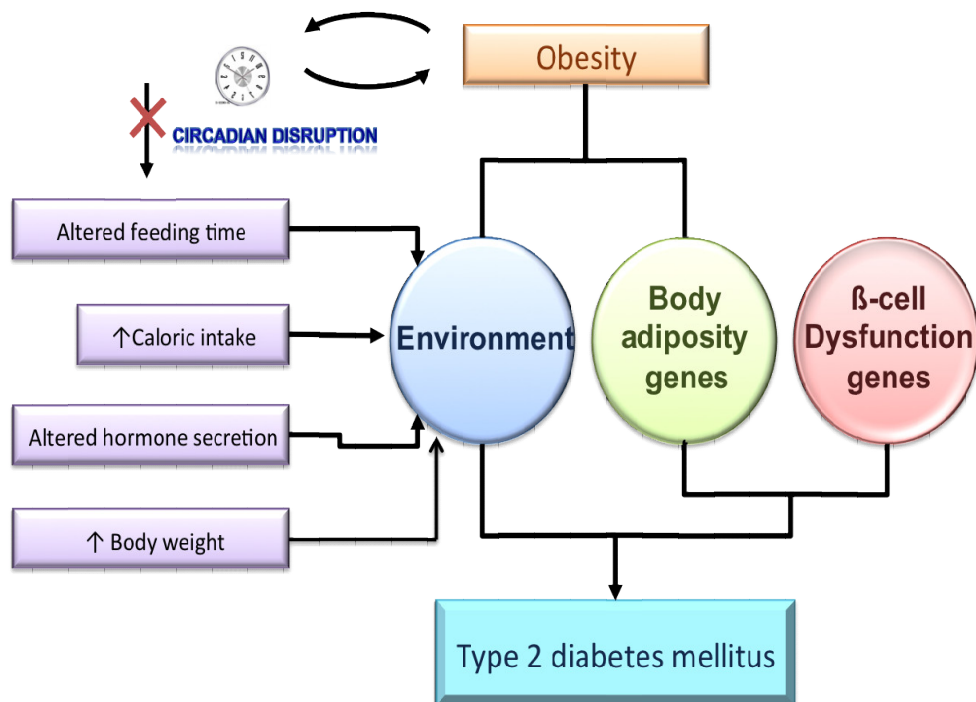 Obesity
CIRCADIAN DISRUPTION
Altered feeding time
↑Caloric intake
Altered hormone secretion
↑ Body weight
Environment
Body
adiposity
genes
ß-cell
Dysfunction
genes
Type 2 diabetes mellitus